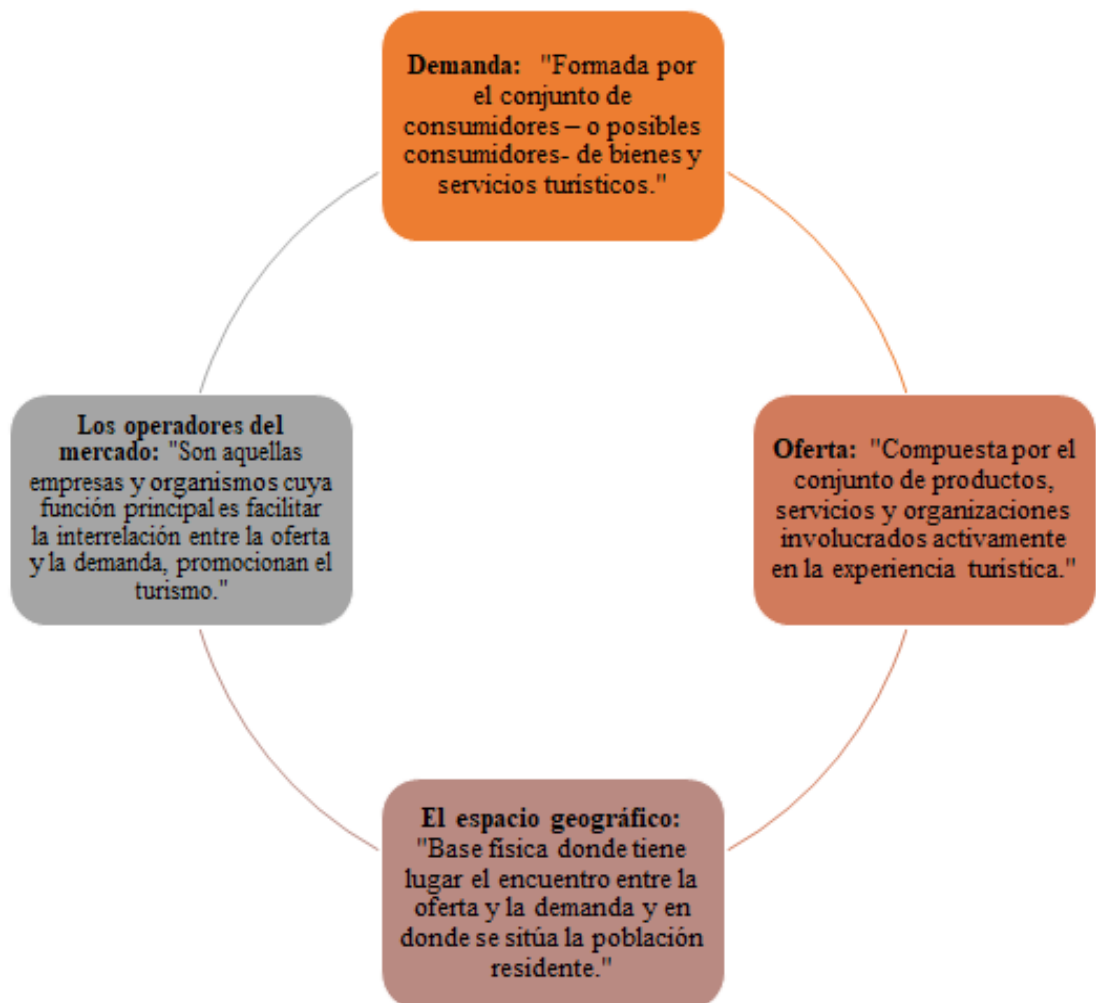 Demanda: "Formada por
el conjunto de
consumidores – o posibles
consumidores- de bienes y
servicios turísticos."
Oferta: "Compuesta por el
conjunto de productos,
servicios y organizaciones
involucrados activamente
en la experiencia turística."
El espacio geográfico:
"Base física donde tiene
lugar el encuentro entre la
oferta y la demanda y en
donde se sitúa la población
residente."
Los operadores del
mercado: "Son aquellas
empresas y organismos cuya
función principal es facilitar
la interrelación entre la oferta
y la demanda, promocionan el
turismo."